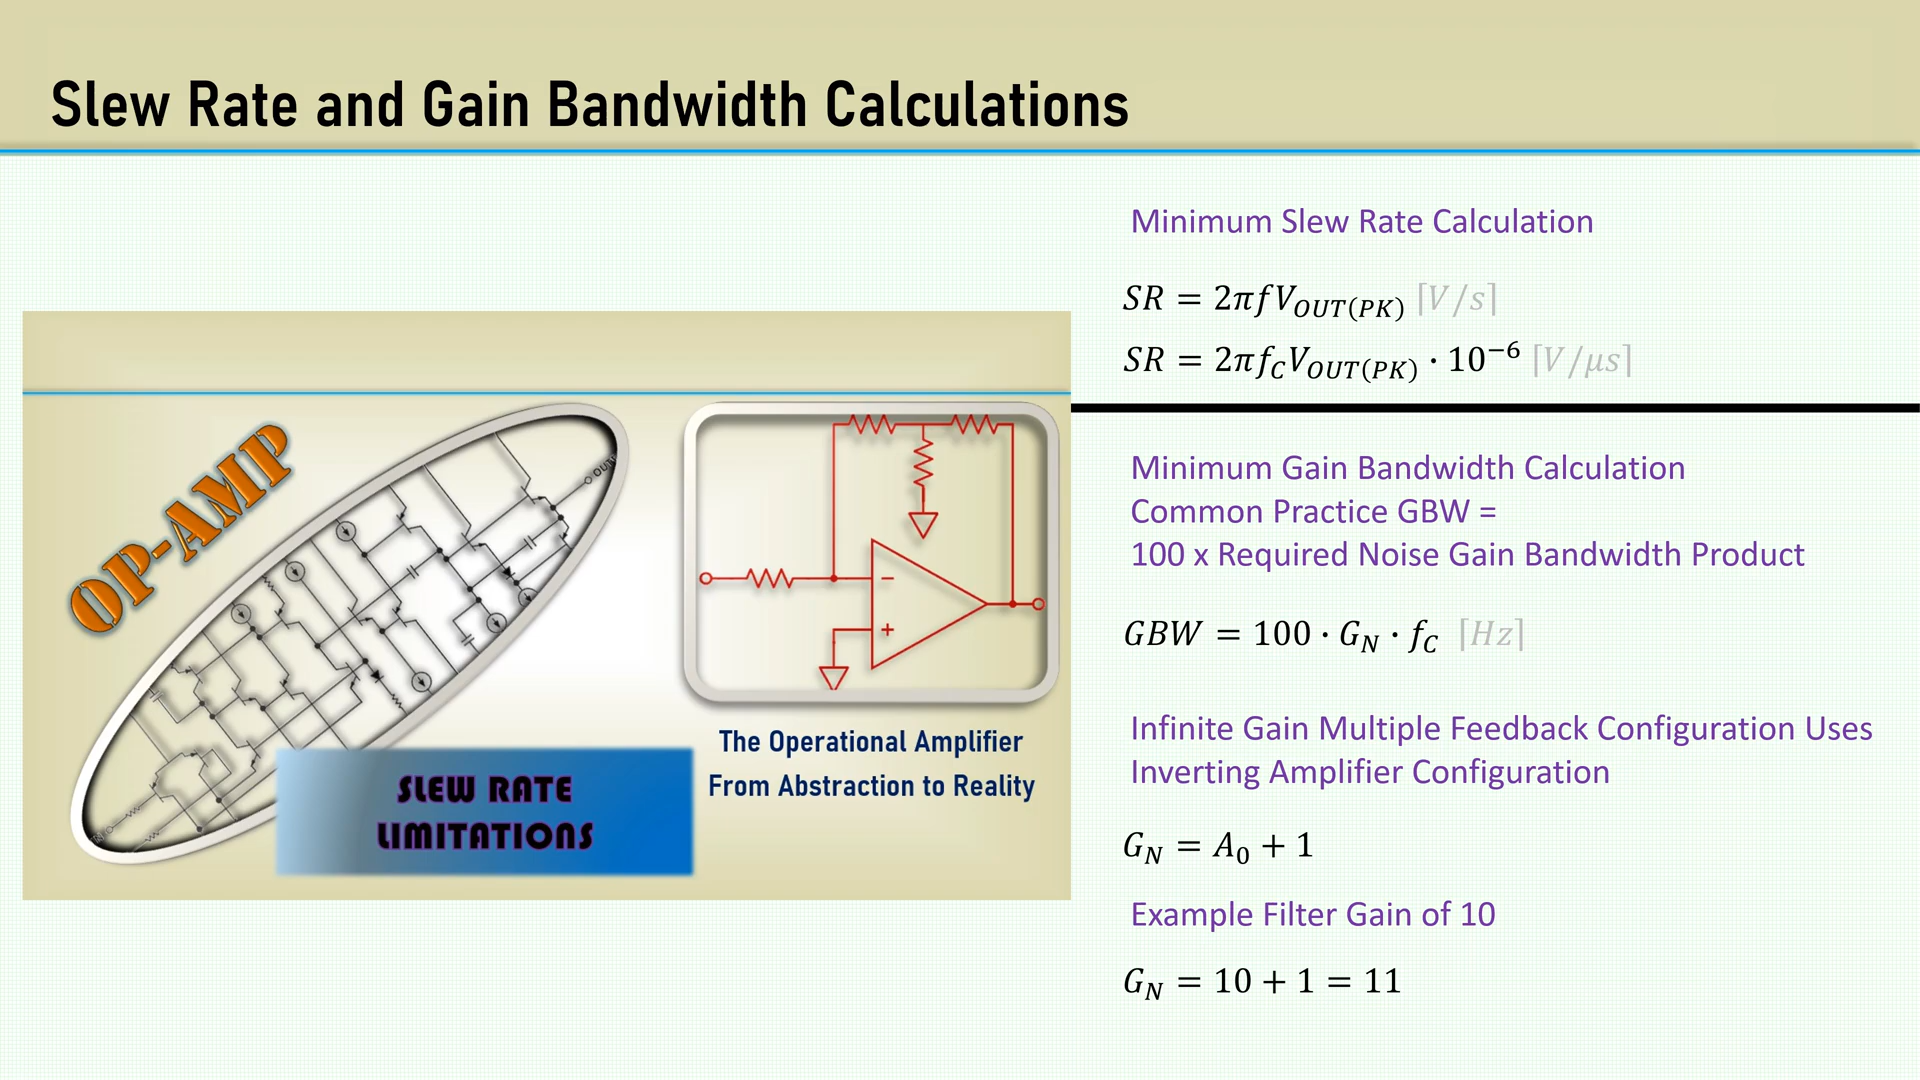 Slew Rate and Gain Bandwidth Calculations
Minimum Slew Rate Calculation
SR = 2πfV_OUT(PK) ⌈V/s⌉
SR = 2πf_C V_OUT(PK) · 10⁻⁶ ⌈V/μs⌉
OP-AMP
OUT
SLEW RATE
LIMITATIONS
The Operational Amplifier
From Abstraction to Reality
Minimum Gain Bandwidth Calculation
Common Practice GBW =
100 x Required Noise Gain Bandwidth Product
GBW = 100 · G_N · f_C ⌈Hz⌉
Infinite Gain Multiple Feedback Configuration Uses
Inverting Amplifier Configuration
G_N = A_0 + 1
Example Filter Gain of 10
G_N = 10 + 1 = 11